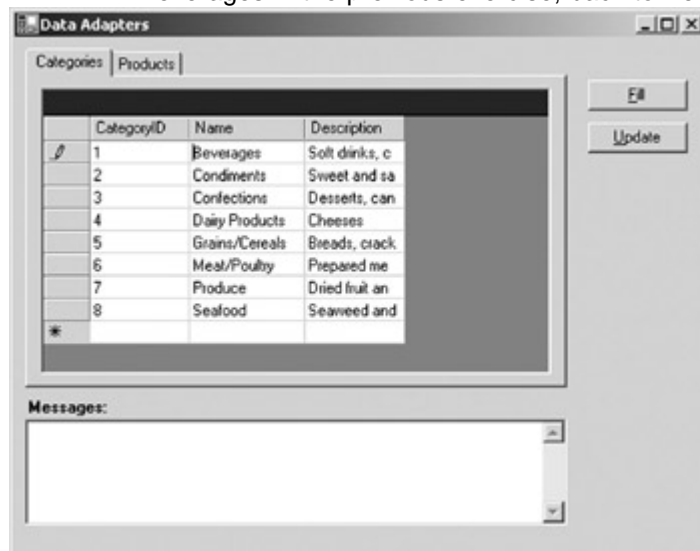 Data Adapters
Categories Products
Fill
Update
CategoryID Name Description
1 Beverages Soft drinks, c
2 Condiments Sweet and sa
3 Confections Desserts, can
4 Dairy Products Cheeses
5 Grains/Cereals Breads, crack
6 Meat/Poultry Prepared me
7 Produce Dried fruit an
8 Seafood Seaweed and
Messages: